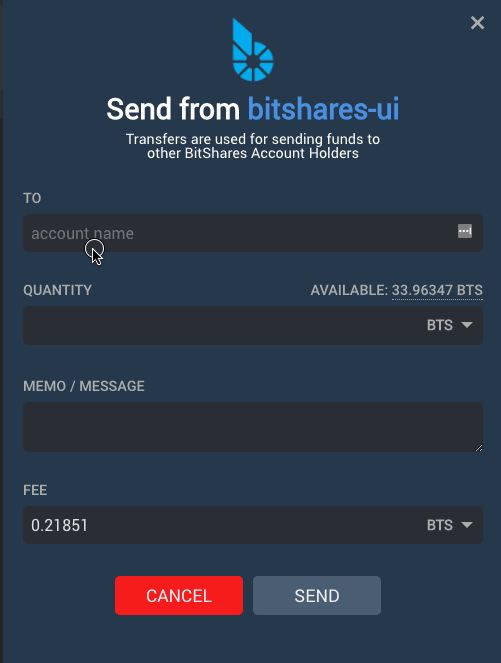 Send from bitshares-ui
Transfers are used for sending funds to
other BitShares Account Holders
TO
account name
QUANTITY AVAILABLE: 33.96347 BTS
BTS
MEMO / MESSAGE
FEE
0.21851 BTS
CANCEL SEND